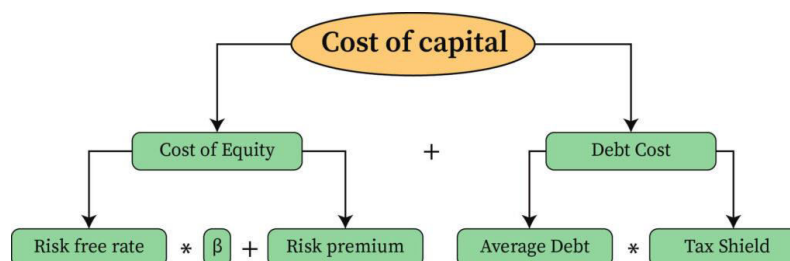 Cost of capital
Cost of Equity + Debt Cost
Risk free rate * β + Risk premium Average Debt * Tax Shield